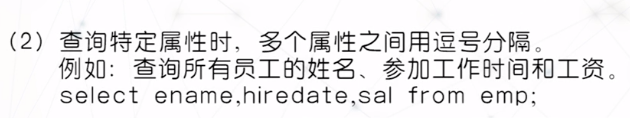 (2) 查询特定属性时，多个属性之间用逗号分隔。
例如：查询所有员工的姓名、参加工作时间和工资。
select ename,hiredate,sal from emp;